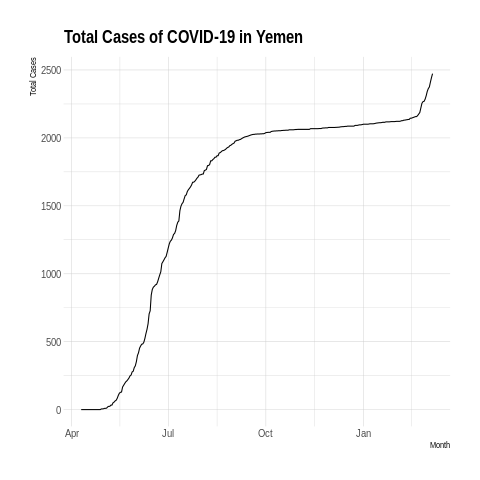 Total Cases of COVID-19 in Yemen
Total Cases
2500
2000
1500
1000
500
0
Apr Jul Oct Jan
Month